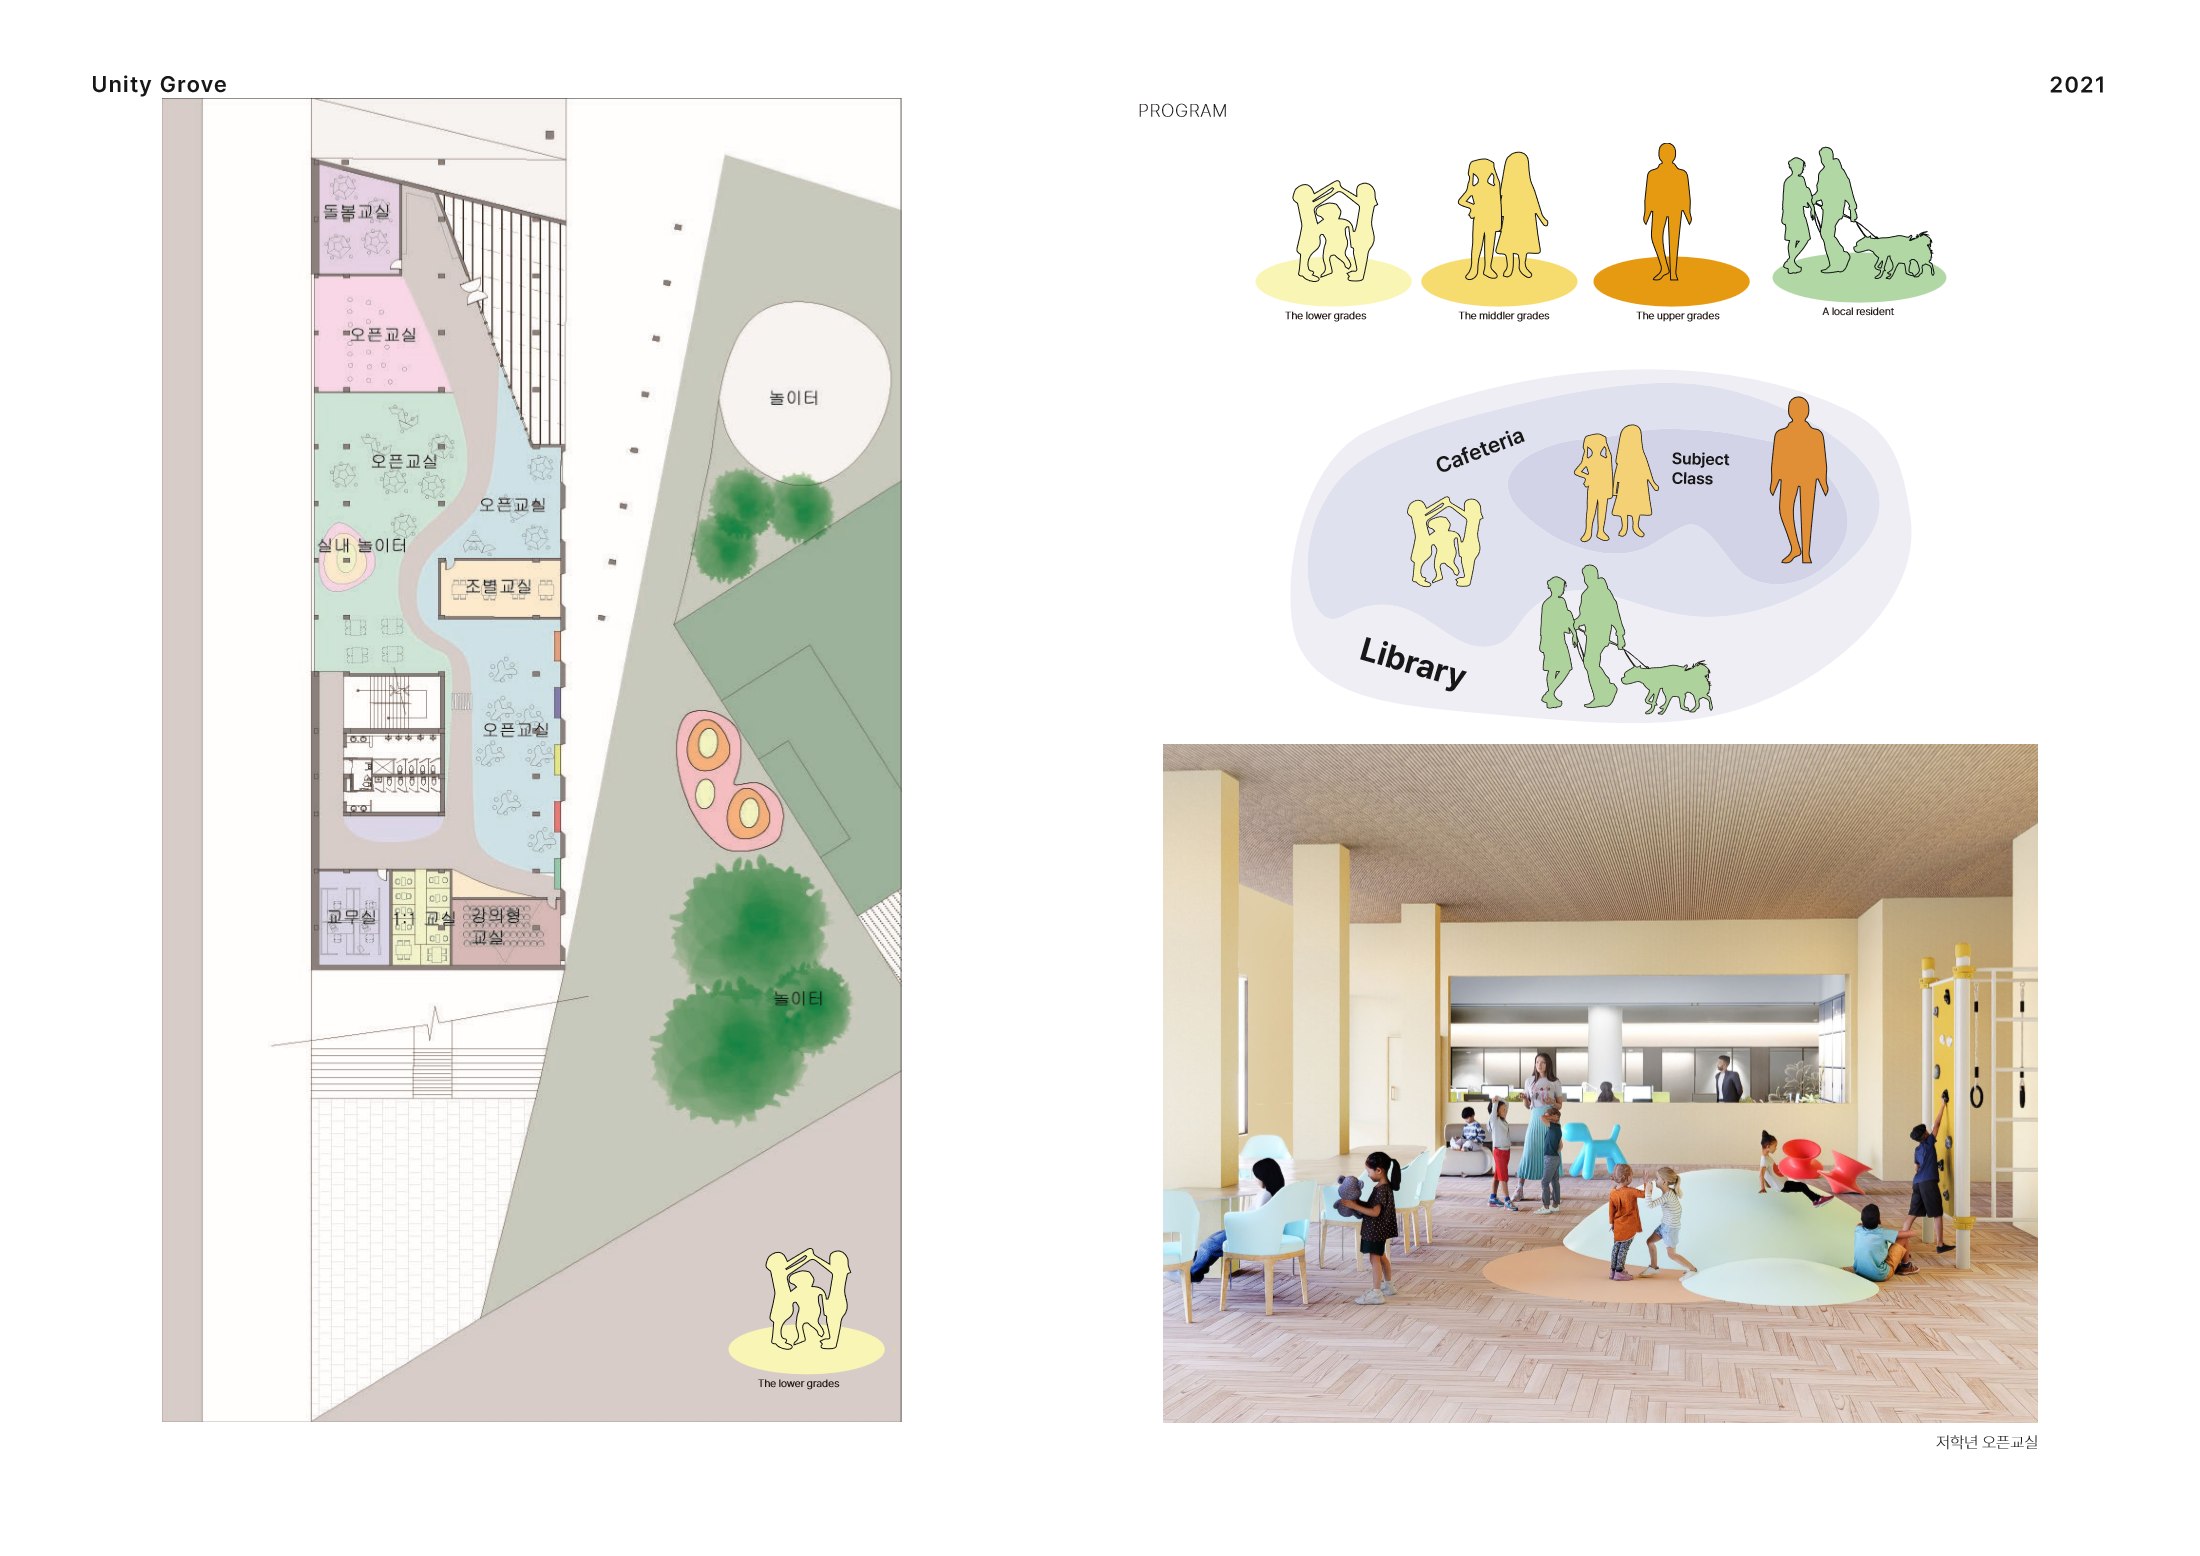 Unity Grove
2021
돌봄교실
오픈교실
오픈교실
오픈교실
실내 놀이터
조별교실
오픈교실
교무실
1:1 교실
강의형
교실
놀이터
놀이터
The lower grades
PROGRAM
The lower grades
The middler grades
The upper grades
A local resident
Cafeteria
Subject
Class
Library
저학년 오픈교실